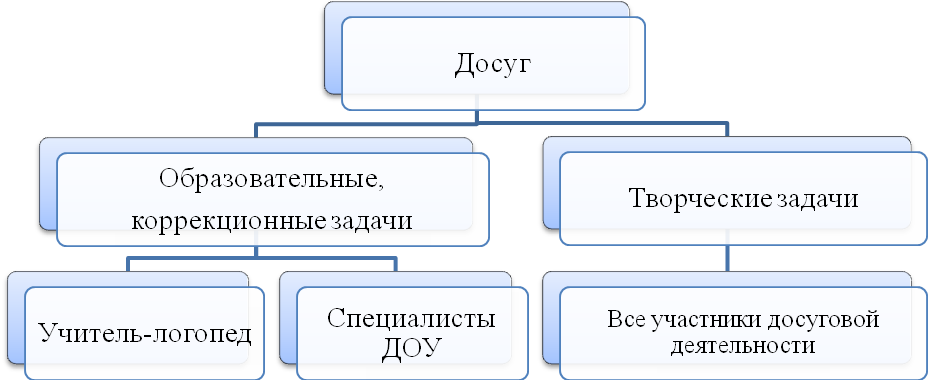 Досуг
Образовательные,
коррекционные задачи
Творческие задачи
Учитель-логопед
Специалисты
ДОУ
Все участники досуговой
деятельности